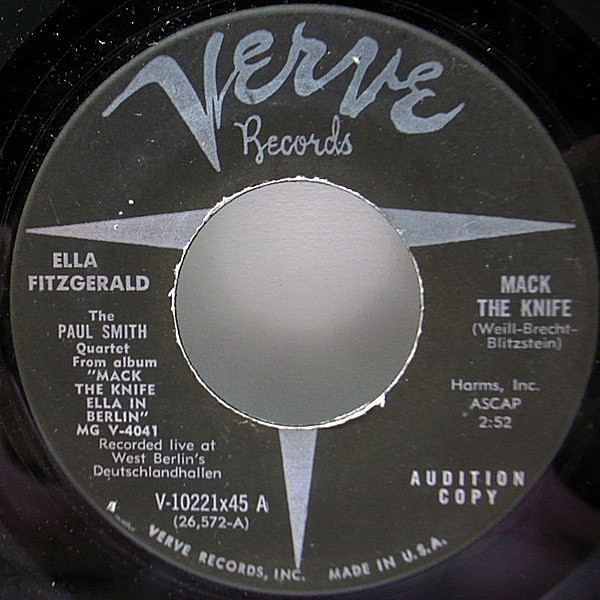 Verve
Records
ELLA
FITZGERALD
The
PAUL SMITH
Quartet
From album
"MACK
THE KNIFE
ELLA IN
BERLIN"
MG V-4041
Recorded live at
West Berlin's
Deutschlandhallen
V-10221x45 A
(26,572-A)
MACK
THE KNIFE
(Weill-Brecht-
Blitzstein)
Harms, Inc.
ASCAP
2:52
AUDITION
COPY
VERVE RECORDS, INC. MADE IN U.S.A.